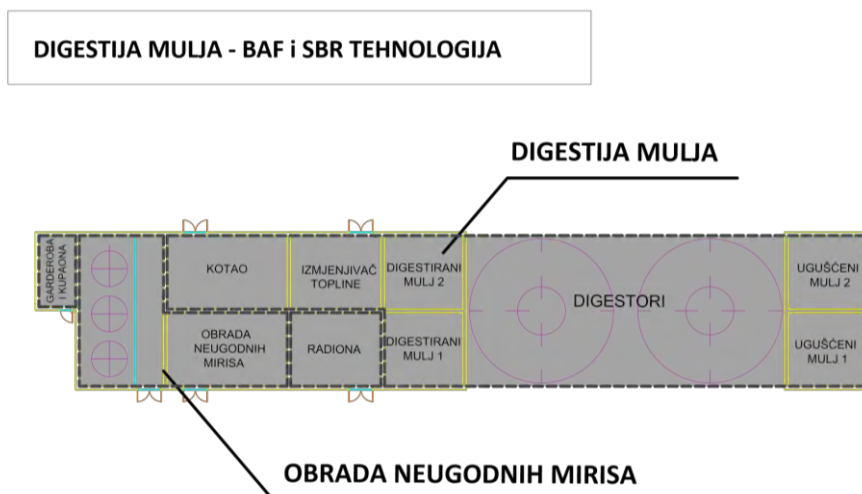 DIGESTIJA MULJA - BAF i SBR TEHNOLOGIJA
DIGESTIJA MULJA
GARDEROBA
I KUPAONA
KOTAO
IZMJENJIVAČ
TOPLINE
DIGESTIRANI
MULJ 2
DIGESTORI
UGUŠĆENI
MULJ 2
OBRADA
NEUGODNIH
MIRISA
RADIONA
DIGESTIRANI
MULJ 1
UGUŠĆENI
MULJ 1
OBRADA NEUGODNIH MIRISA